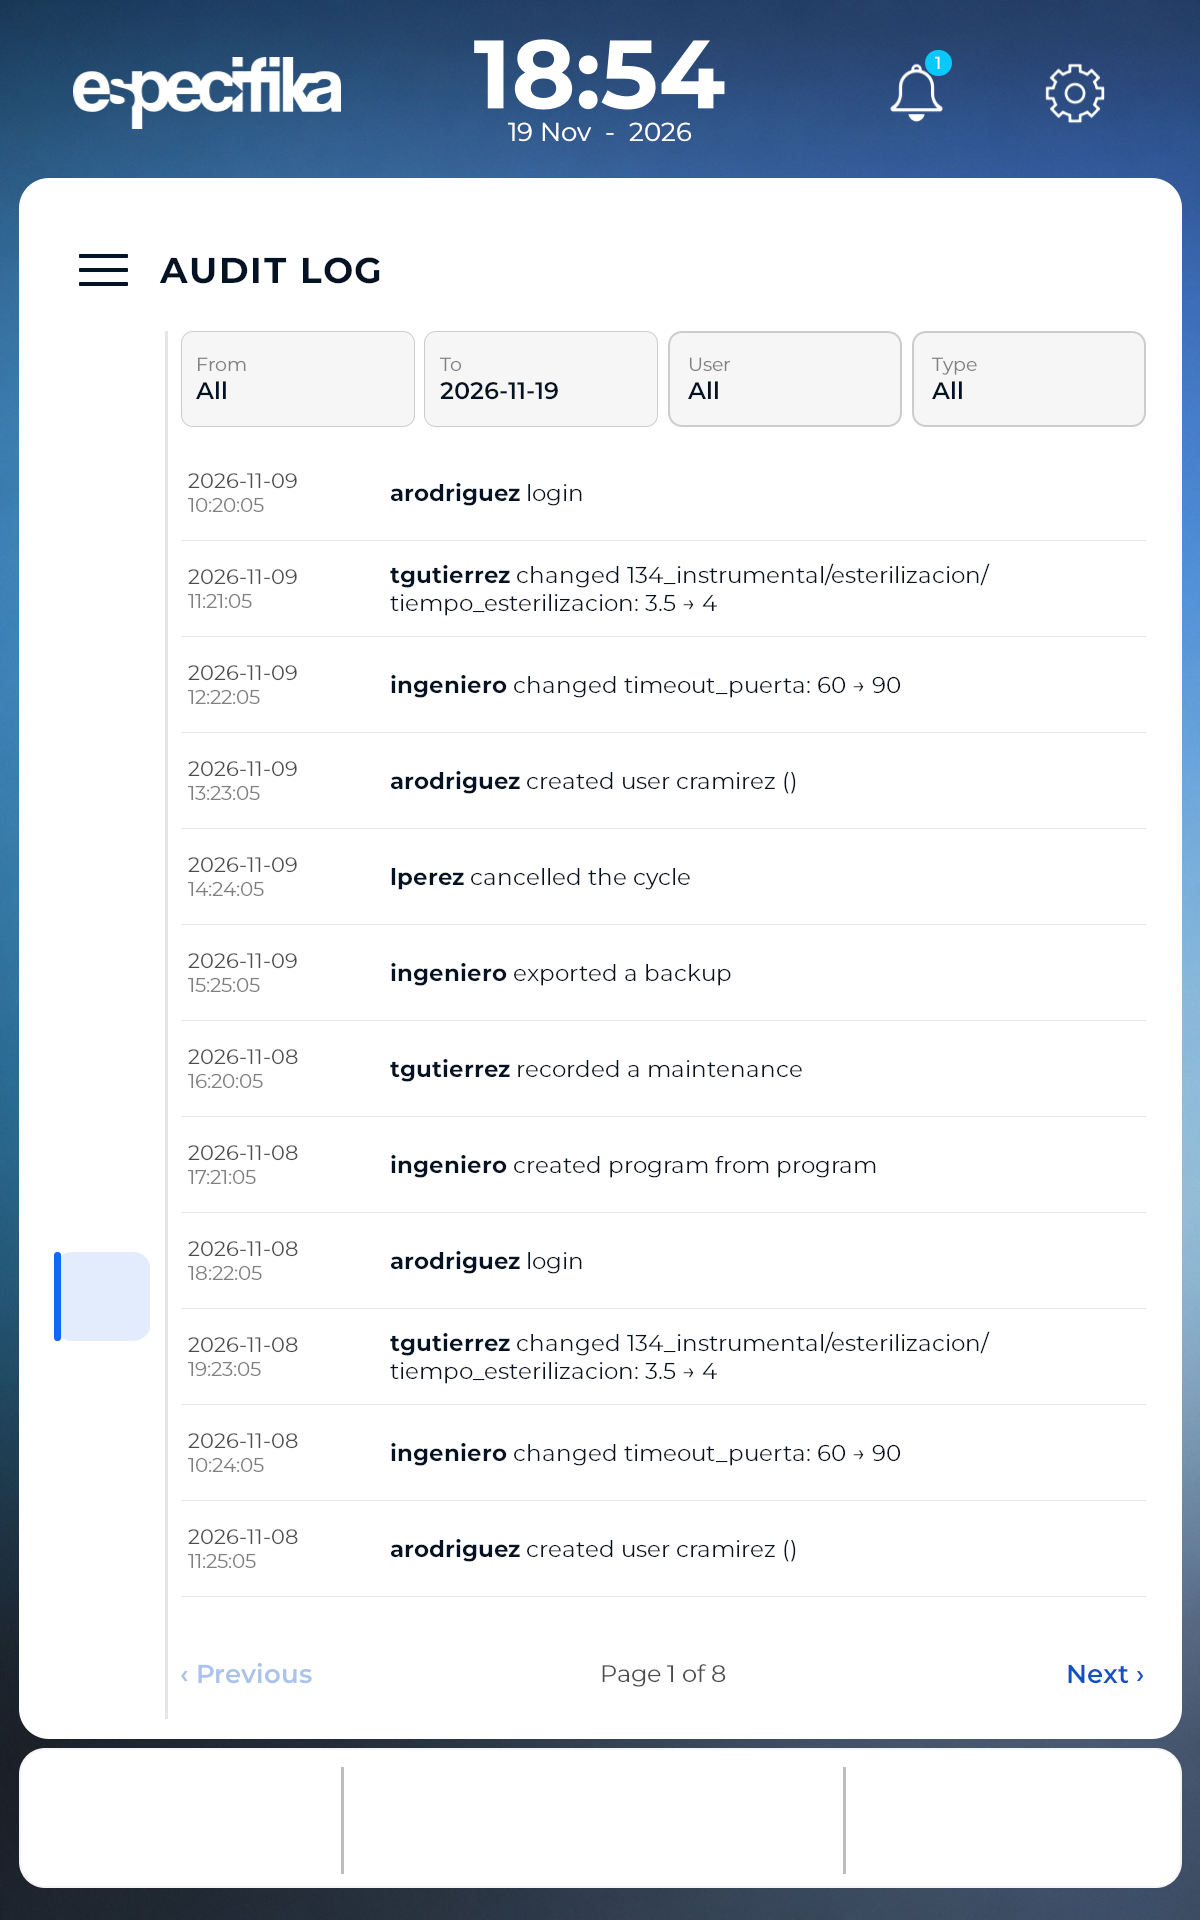 especifika
18:54
19 Nov - 2026
1
AUDIT LOG
From
All
To
2026-11-19
User
All
Type
All
2026-11-09
10:20:05
arodriguez login
2026-11-09
11:21:05
tgutierrez changed 134_instrumental/esterilizacion/
tiempo_esterilizacion: 3.5 → 4
2026-11-09
12:22:05
ingeniero changed timeout_puerta: 60 → 90
2026-11-09
13:23:05
arodriguez created user cramirez ()
2026-11-09
14:24:05
lperez cancelled the cycle
2026-11-09
15:25:05
ingeniero exported a backup
2026-11-08
16:20:05
tgutierrez recorded a maintenance
2026-11-08
17:21:05
ingeniero created program from program
2026-11-08
18:22:05
arodriguez login
2026-11-08
19:23:05
tgutierrez changed 134_instrumental/esterilizacion/
tiempo_esterilizacion: 3.5 → 4
2026-11-08
10:24:05
ingeniero changed timeout_puerta: 60 → 90
2026-11-08
11:25:05
arodriguez created user cramirez ()
‹ Previous
Page 1 of 8
Next ›